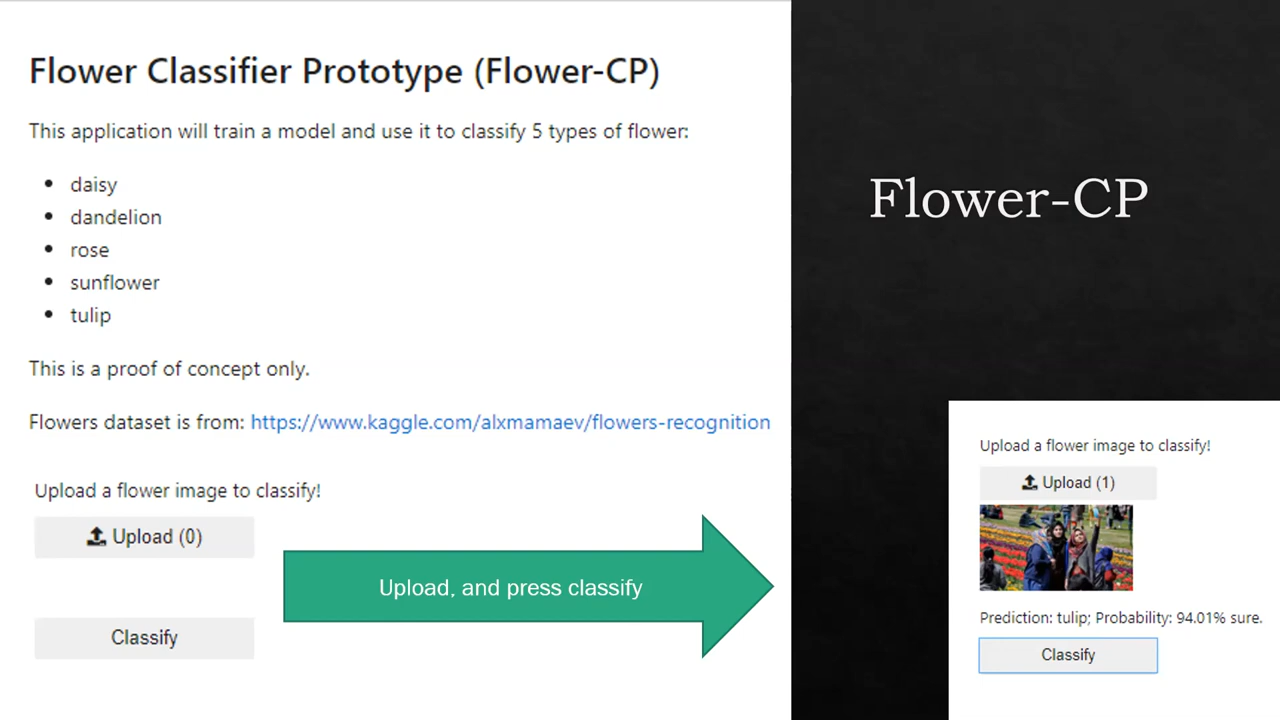 Flower Classifier Prototype (Flower-CP)
This application will train a model and use it to classify 5 types of flower:
• daisy
• dandelion
• rose
• sunflower
• tulip
This is a proof of concept only.
Flowers dataset is from: https://www.kaggle.com/alxmamaev/flowers-recognition
Upload a flower image to classify!
Upload (0)
Classify
Upload, and press classify
Flower-CP
Upload a flower image to classify!
Upload (1)
Prediction: tulip; Probability: 94.01% sure.
Classify